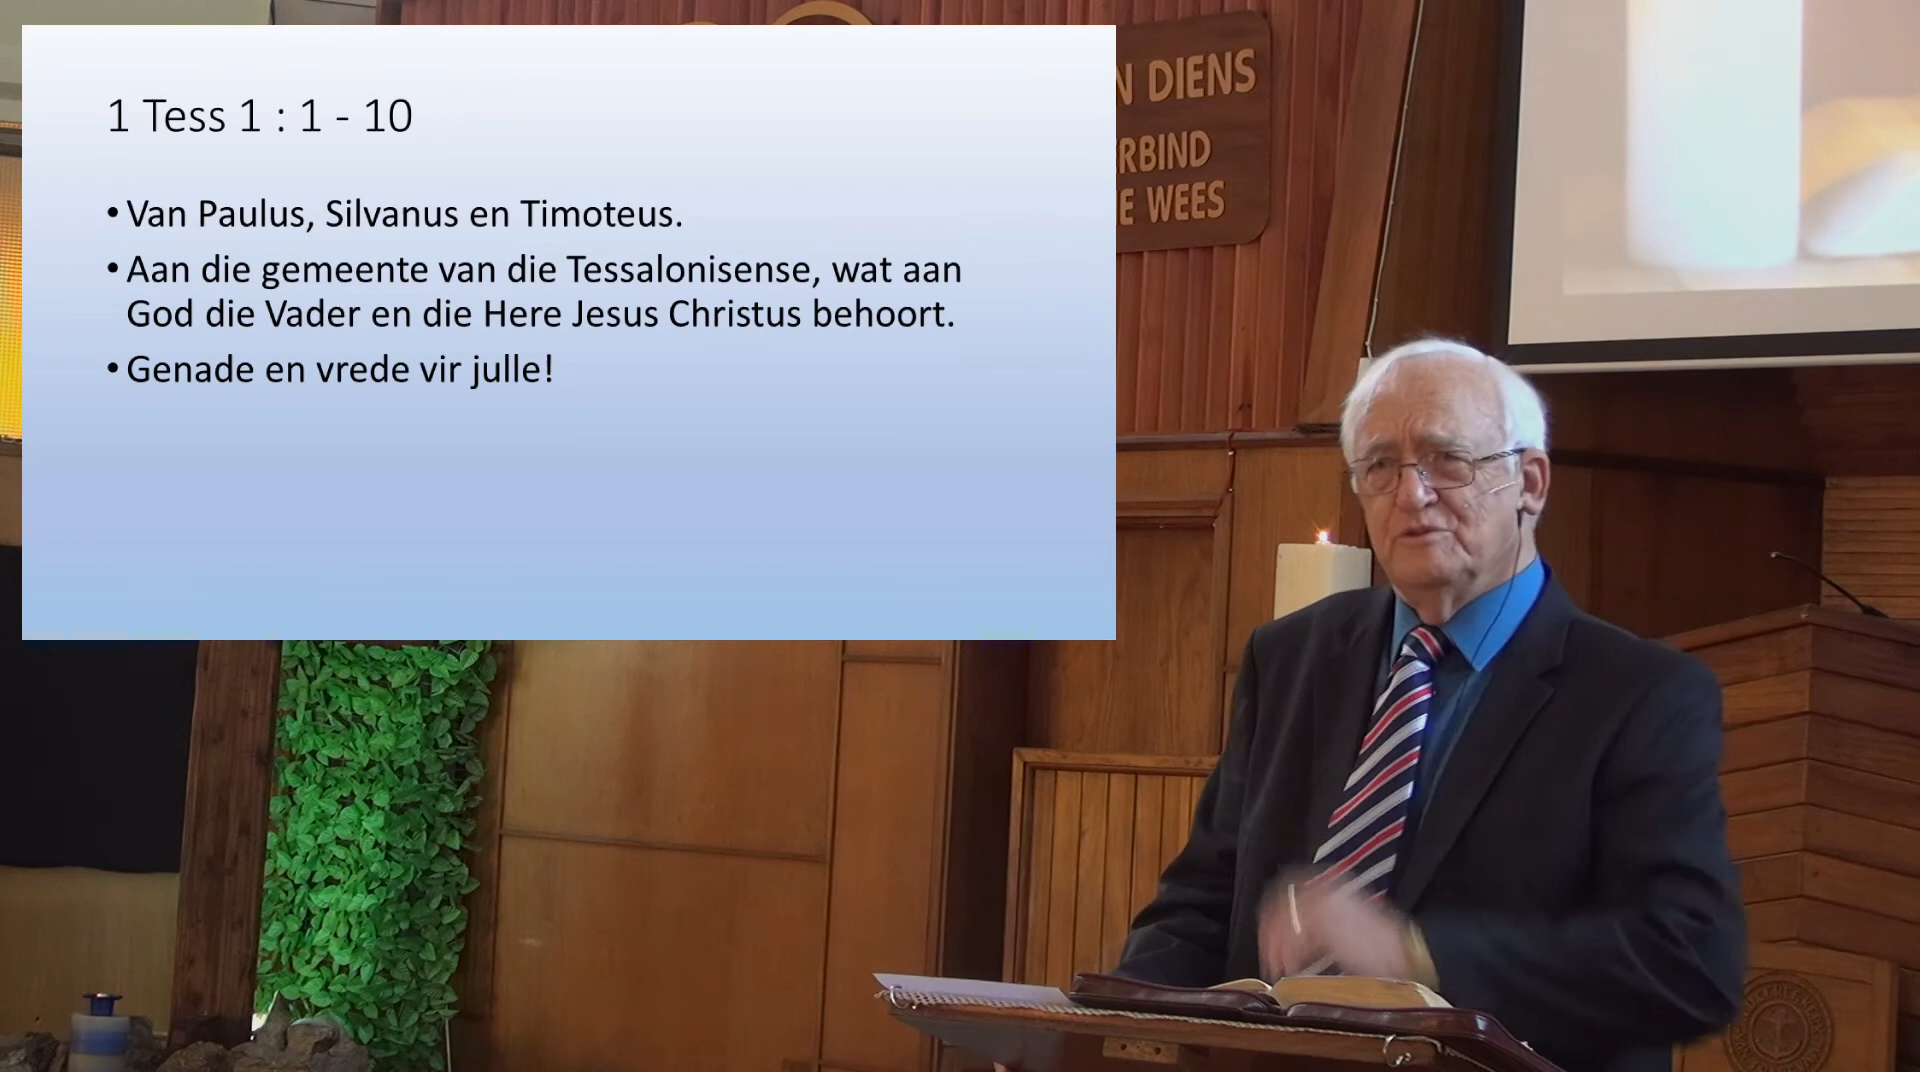 1 Tess 1 : 1 - 10
• Van Paulus, Silvanus en Timoteus.
• Aan die gemeente van die Tessalonisense, wat aan
God die Vader en die Here Jesus Christus behoort.
• Genade en vrede vir julle!
DIENS
WEES